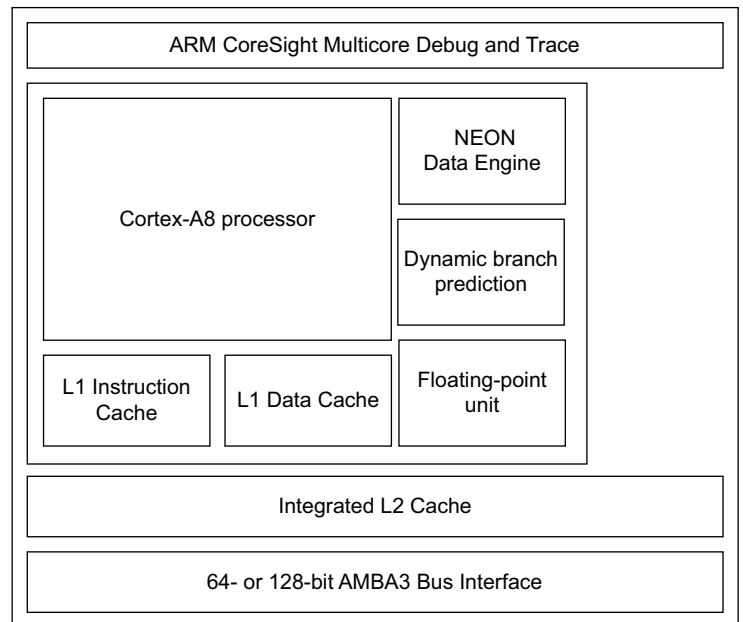 ARM CoreSight Multicore Debug and Trace
Cortex-A8 processor
NEON
Data Engine
Dynamic branch
prediction
L1 Instruction
Cache
L1 Data Cache
Floating-point
unit
Integrated L2 Cache
64- or 128-bit AMBA3 Bus Interface